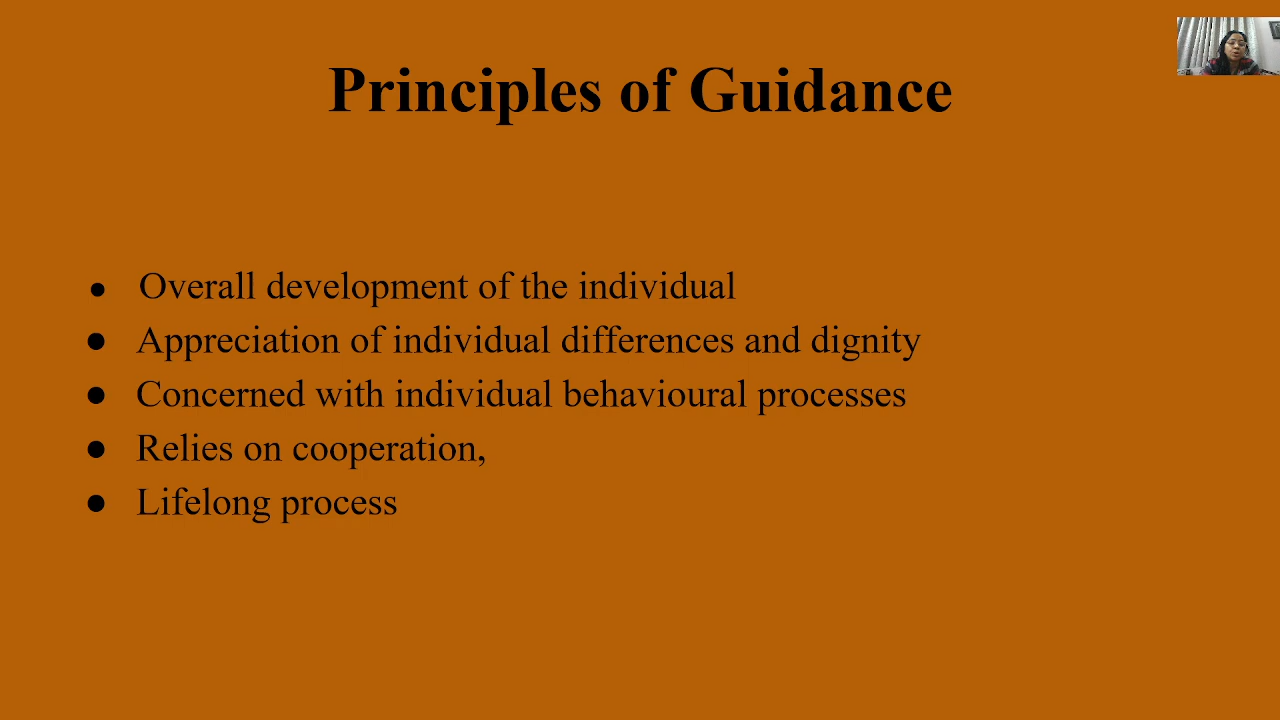 Principles of Guidance
● Overall development of the individual
● Appreciation of individual differences and dignity
● Concerned with individual behavioural processes
● Relies on cooperation,
● Lifelong process